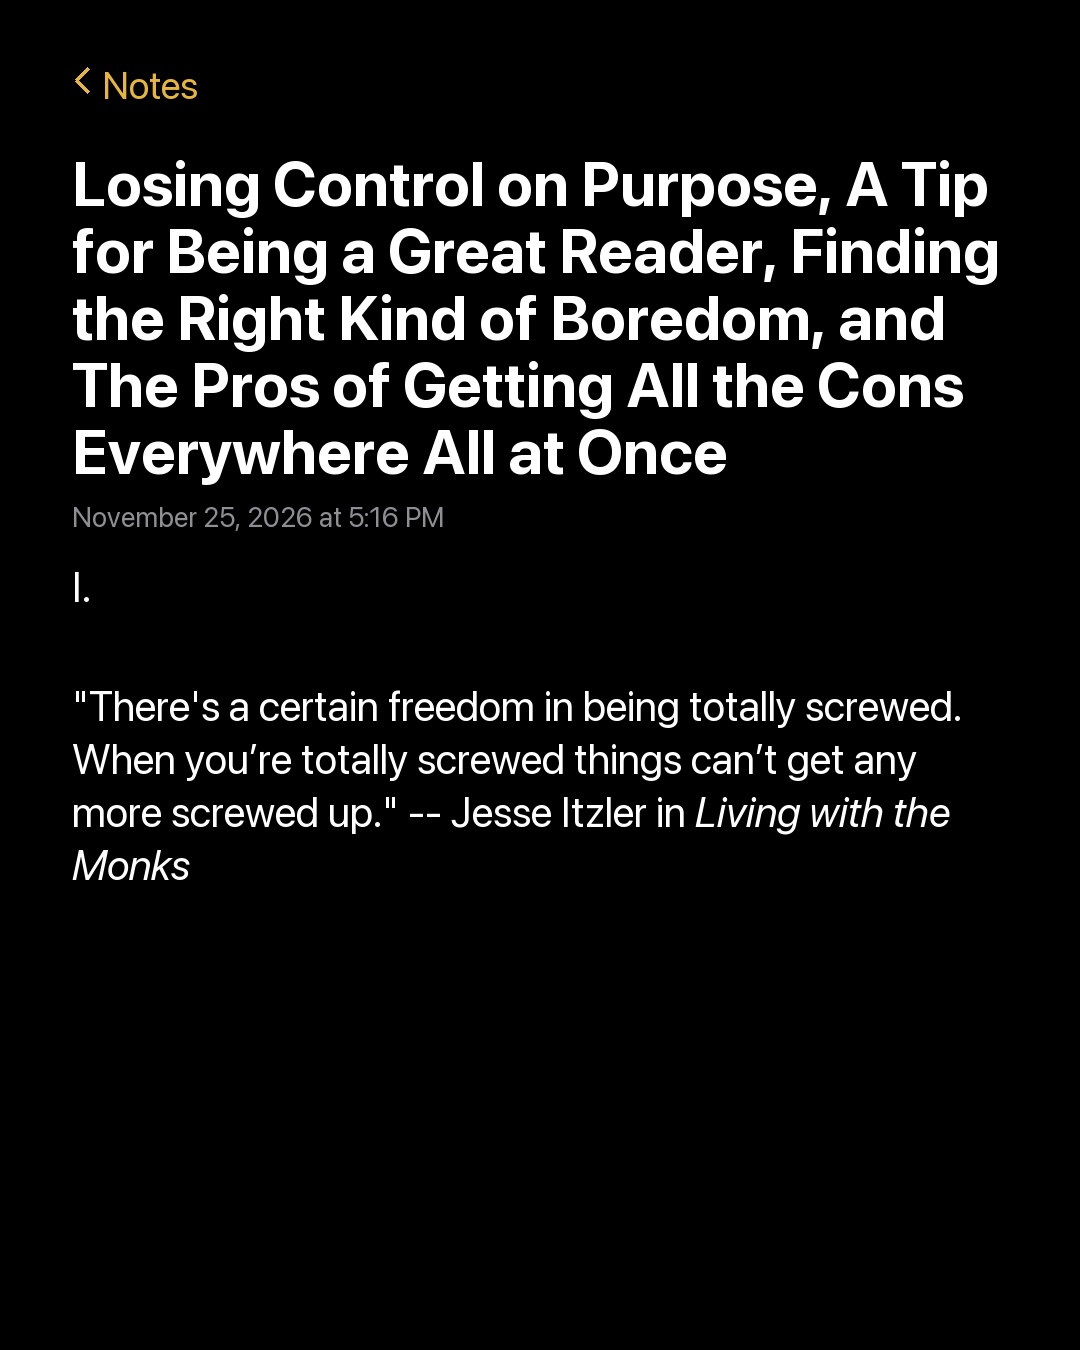 Notes
Losing Control on Purpose, A Tip
for Being a Great Reader, Finding
the Right Kind of Boredom, and
The Pros of Getting All the Cons
Everywhere All at Once
November 25, 2026 at 5:16 PM
I.
"There's a certain freedom in being totally screwed.
When you’re totally screwed things can’t get any
more screwed up." -- Jesse Itzler in Living with the
Monks